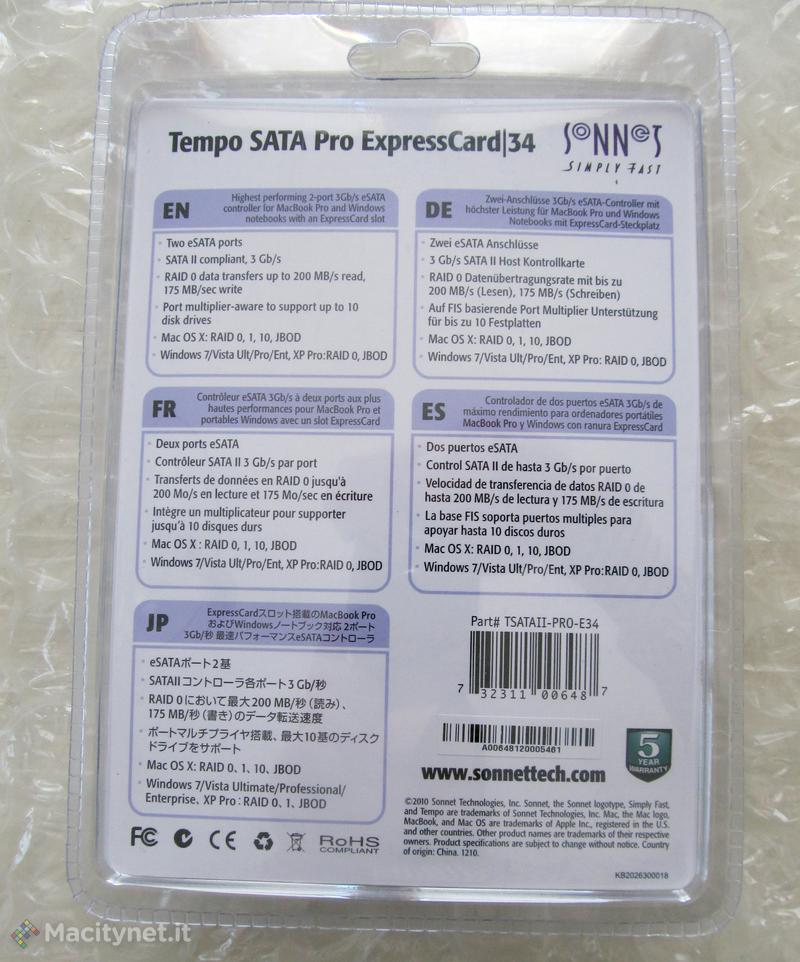 Tempo SATA Pro ExpressCard|34
SONNET
SIMPLY FAST
EN
Highest performing 2-port 3Gb/s eSATA
controller for MacBook Pro and Windows
notebooks with an ExpressCard slot
• Two eSATA ports
• SATA II compliant, 3 Gb/s
• RAID 0 data transfers up to 200 MB/s read,
175 MB/sec write
• Port multiplier-aware to support up to 10
disk drives
• Mac OS X: RAID 0, 1, 10, JBOD
• Windows 7/Vista Ult/Pro/Ent, XP Pro:RAID 0, JBOD
DE
Zwei-Anschlüsse 3Gb/s eSATA-Controller mit
höchster Leistung für MacBook Pro und Windows
Notebooks mit ExpressCard-Steckplatz
• Zwei eSATA Anschlüsse
• 3 Gb/s SATA II Host Kontrollkarte
• RAID 0 Datenübertragungsrate mit bis zu
200 MB/s (Lesen), 175 MB/s (Schreiben)
• Auf FIS basierende Port Multiplier Unterstützung
für bis zu 10 Festplatten
• Mac OS X: RAID 0, 1, 10, JBOD
• Windows 7/Vista Ult/Pro/Ent, XP Pro: RAID 0, JBOD
FR
Contrôleur eSATA 3Gb/s à deux ports aux plus
hautes performances pour MacBook Pro et
portables Windows avec un slot ExpressCard
• Deux ports eSATA
• Contrôleur SATA II 3 Gb/s par port
• Transferts de données en RAID 0 jusqu'à
200 Mo/s en lecture et 175 Mo/sec en écriture
• Intègre un multiplicateur pour supporter
jusqu'à 10 disques durs
• Mac OS X : RAID 0, 1, 10, JBOD
• Windows 7/Vista Ult/Pro/Ent, XP Pro:RAID 0, JBOD
ES
Controlador de dos puertos eSATA 3Gb/s de
máximo rendimiento para ordenadores portátiles
MacBook Pro y Windows con ranura ExpressCard
• Dos puertos eSATA
• Control SATA II de hasta 3 Gb/s por puerto
• Velocidad de transferencia de datos RAID 0 de
hasta 200 MB/s de lectura y 175 MB/s de escritura
• La base FIS soporta puertos multiples para
apoyar hasta 10 discos duros
• Mac OS X: RAID 0, 1, 10, JBOD
• Windows 7/Vista Ult/Pro/Ent, XP Pro:RAID 0, JBOD
JP
ExpressCardスロット搭載のMacBook Pro
およびWindowsノートブック対応 2ポート
3Gb/秒 最速パフォーマンスeSATAコントローラ
• eSATAポート2基
• SATAIIコントローラ各ポート3 Gb/秒
• RAID 0において最大200 MB/秒（読み）、
175 MB/秒（書き）のデータ転送速度
• ポートマルチプライヤ搭載、最大10基のディスク
ドライブをサポート
• Mac OS X: RAID 0、1、10、JBOD
• Windows 7/Vista Ultimate/Professional/
Enterprise、XP Pro：RAID 0、1、JBOD
Part# TSATAII-PRO-E34
7 32311 00648 7
A00648120005461
www.sonnettech.com
5
YEAR
WARRANTY
©2010 Sonnet Technologies, Inc. Sonnet, the Sonnet logotype, Simply Fast,
and Tempo are trademarks of Sonnet Technologies, Inc. Mac, the Mac logo,
MacBook, and Mac OS are trademarks of Apple Inc., registered in the U.S.
and other countries. Other product names are trademarks of their respective
owners. Product specifications are subject to change without notice. Country
of origin: China. 1210.
FC CE
RoHS
COMPLIANT
KB2026300018
Macitynet.it